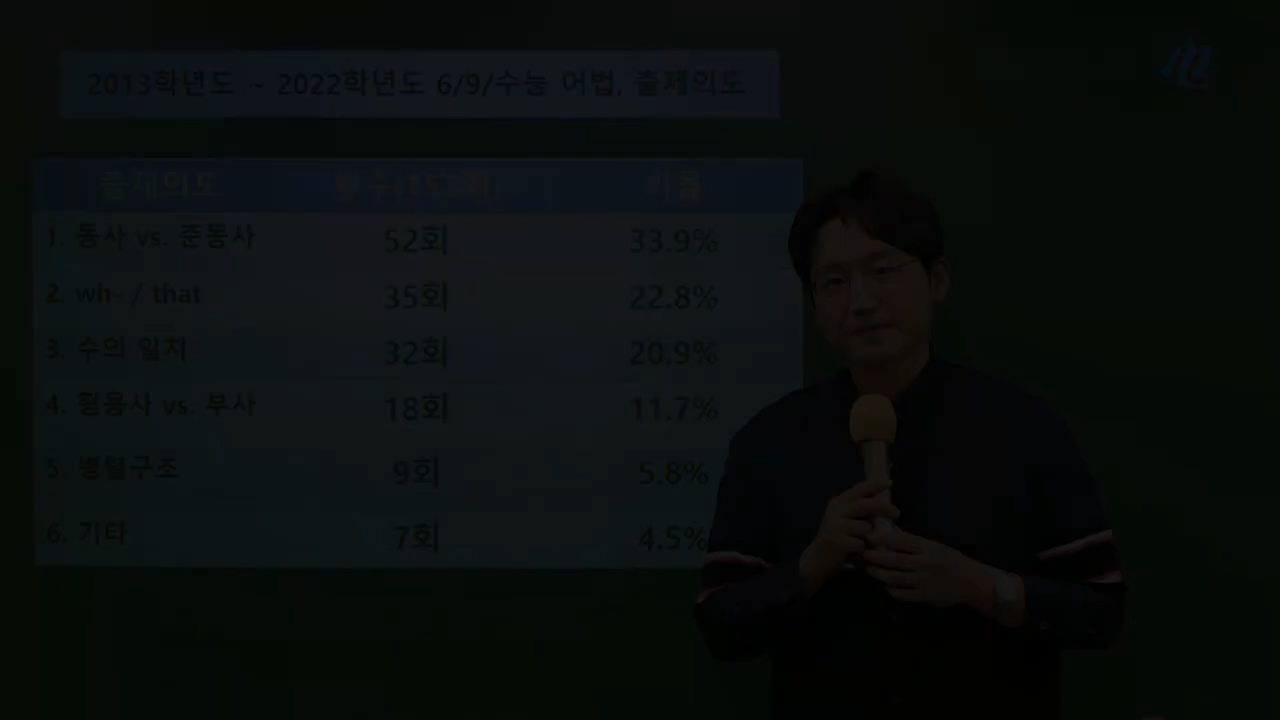 2013학년도 ~ 2022학년도 6/9/수능 어법, 출제의도
출제의도 비율
1. 동사 vs. 준동사 52회 33.9%
2. wh- / that 35회 22.8%
3. 수의 일치 32회 20.9%
4. 형용사 vs. 부사 18회 11.7%
5. 병렬구조 9회 5.8%
6. 기타 7회 4.5%